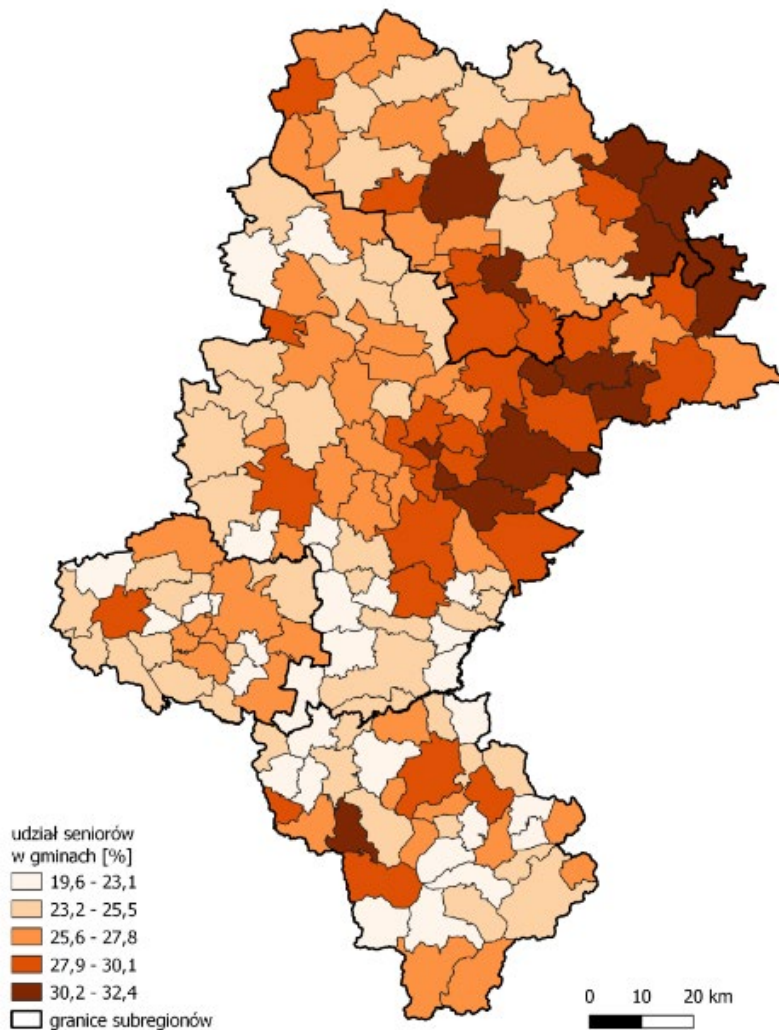 udział seniorów
w gminach [%]
19,6 - 23,1
23,2 - 25,5
25,6 - 27,8
27,9 - 30,1
30,2 - 32,4
granice subregionów
0 10 20 km